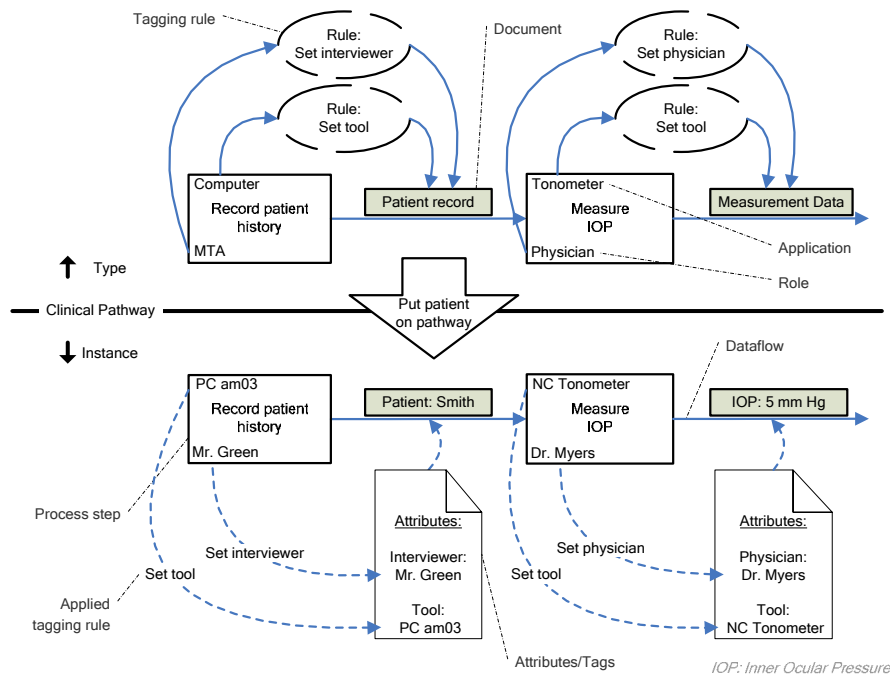 Tagging rule
Rule:
Set interviewer
Document
Rule:
Set physician
Rule:
Set tool
Rule:
Set tool
Computer
Record patient
history
MTA
Patient record
Tonometer
Measure
IOP
Physician
Measurement Data
Application
Role
Type
Clinical Pathway
Put patient
on pathway
Instance
Dataflow
PC am03
Record patient
history
Mr. Green
Patient: Smith
NC Tonometer
Measure
IOP
Dr. Myers
IOP: 5 mm Hg
Process step
Set interviewer
Attributes:
Interviewer:
Mr. Green
Tool:
PC am03
Set physician
Attributes:
Physician:
Dr. Myers
Tool:
NC Tonometer
Set tool
Set tool
Applied
tagging rule
Attributes/Tags
IOP: Inner Ocular Pressure